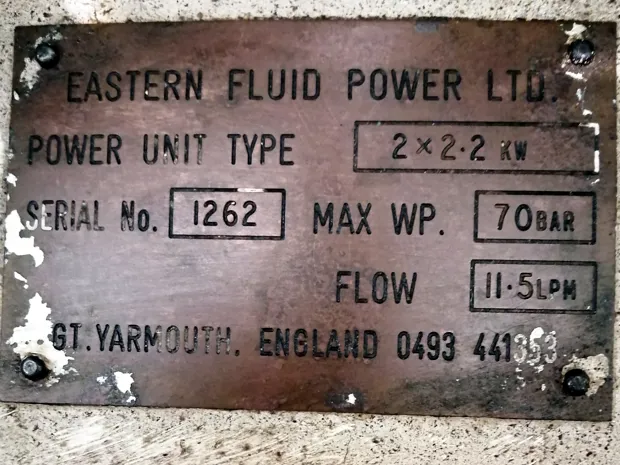 EASTERN FLUID POWER LTD.
POWER UNIT TYPE 2×2·2 KW
SERIAL No. 1262 MAX WP. 70BAR
FLOW 11·5LPM
GT. YARMOUTH. ENGLAND 0493 441353